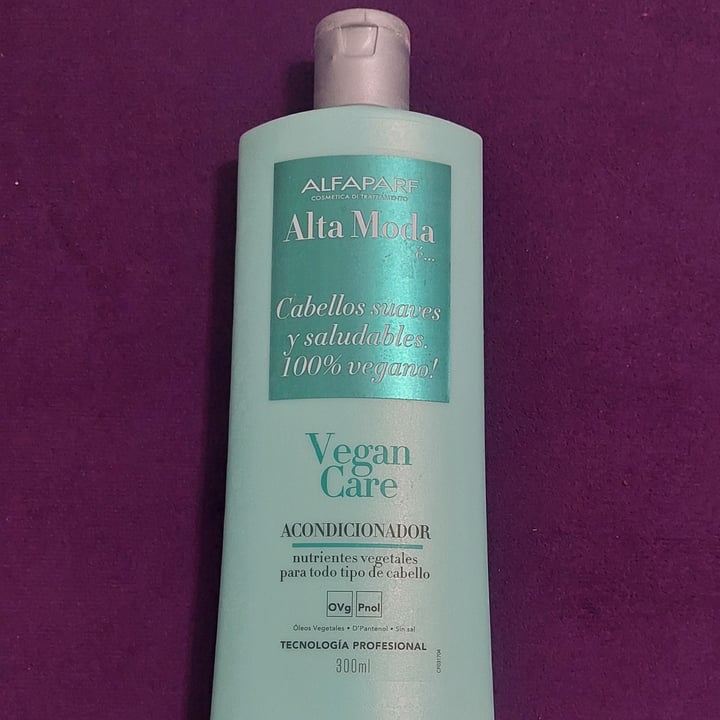 ALFAPARF
COSMETICA DI TRATTAMENTO
Alta Moda
é...
Cabellos suaves
y saludables.
100% vegano!
Vegan
Care
ACONDICIONADOR
nutrientes vegetales
para todo tipo de cabello
OVg Pnol
Óleos Vegetales • D'Pantenol • Sin sal
TECNOLOGÍA PROFESIONAL
300ml